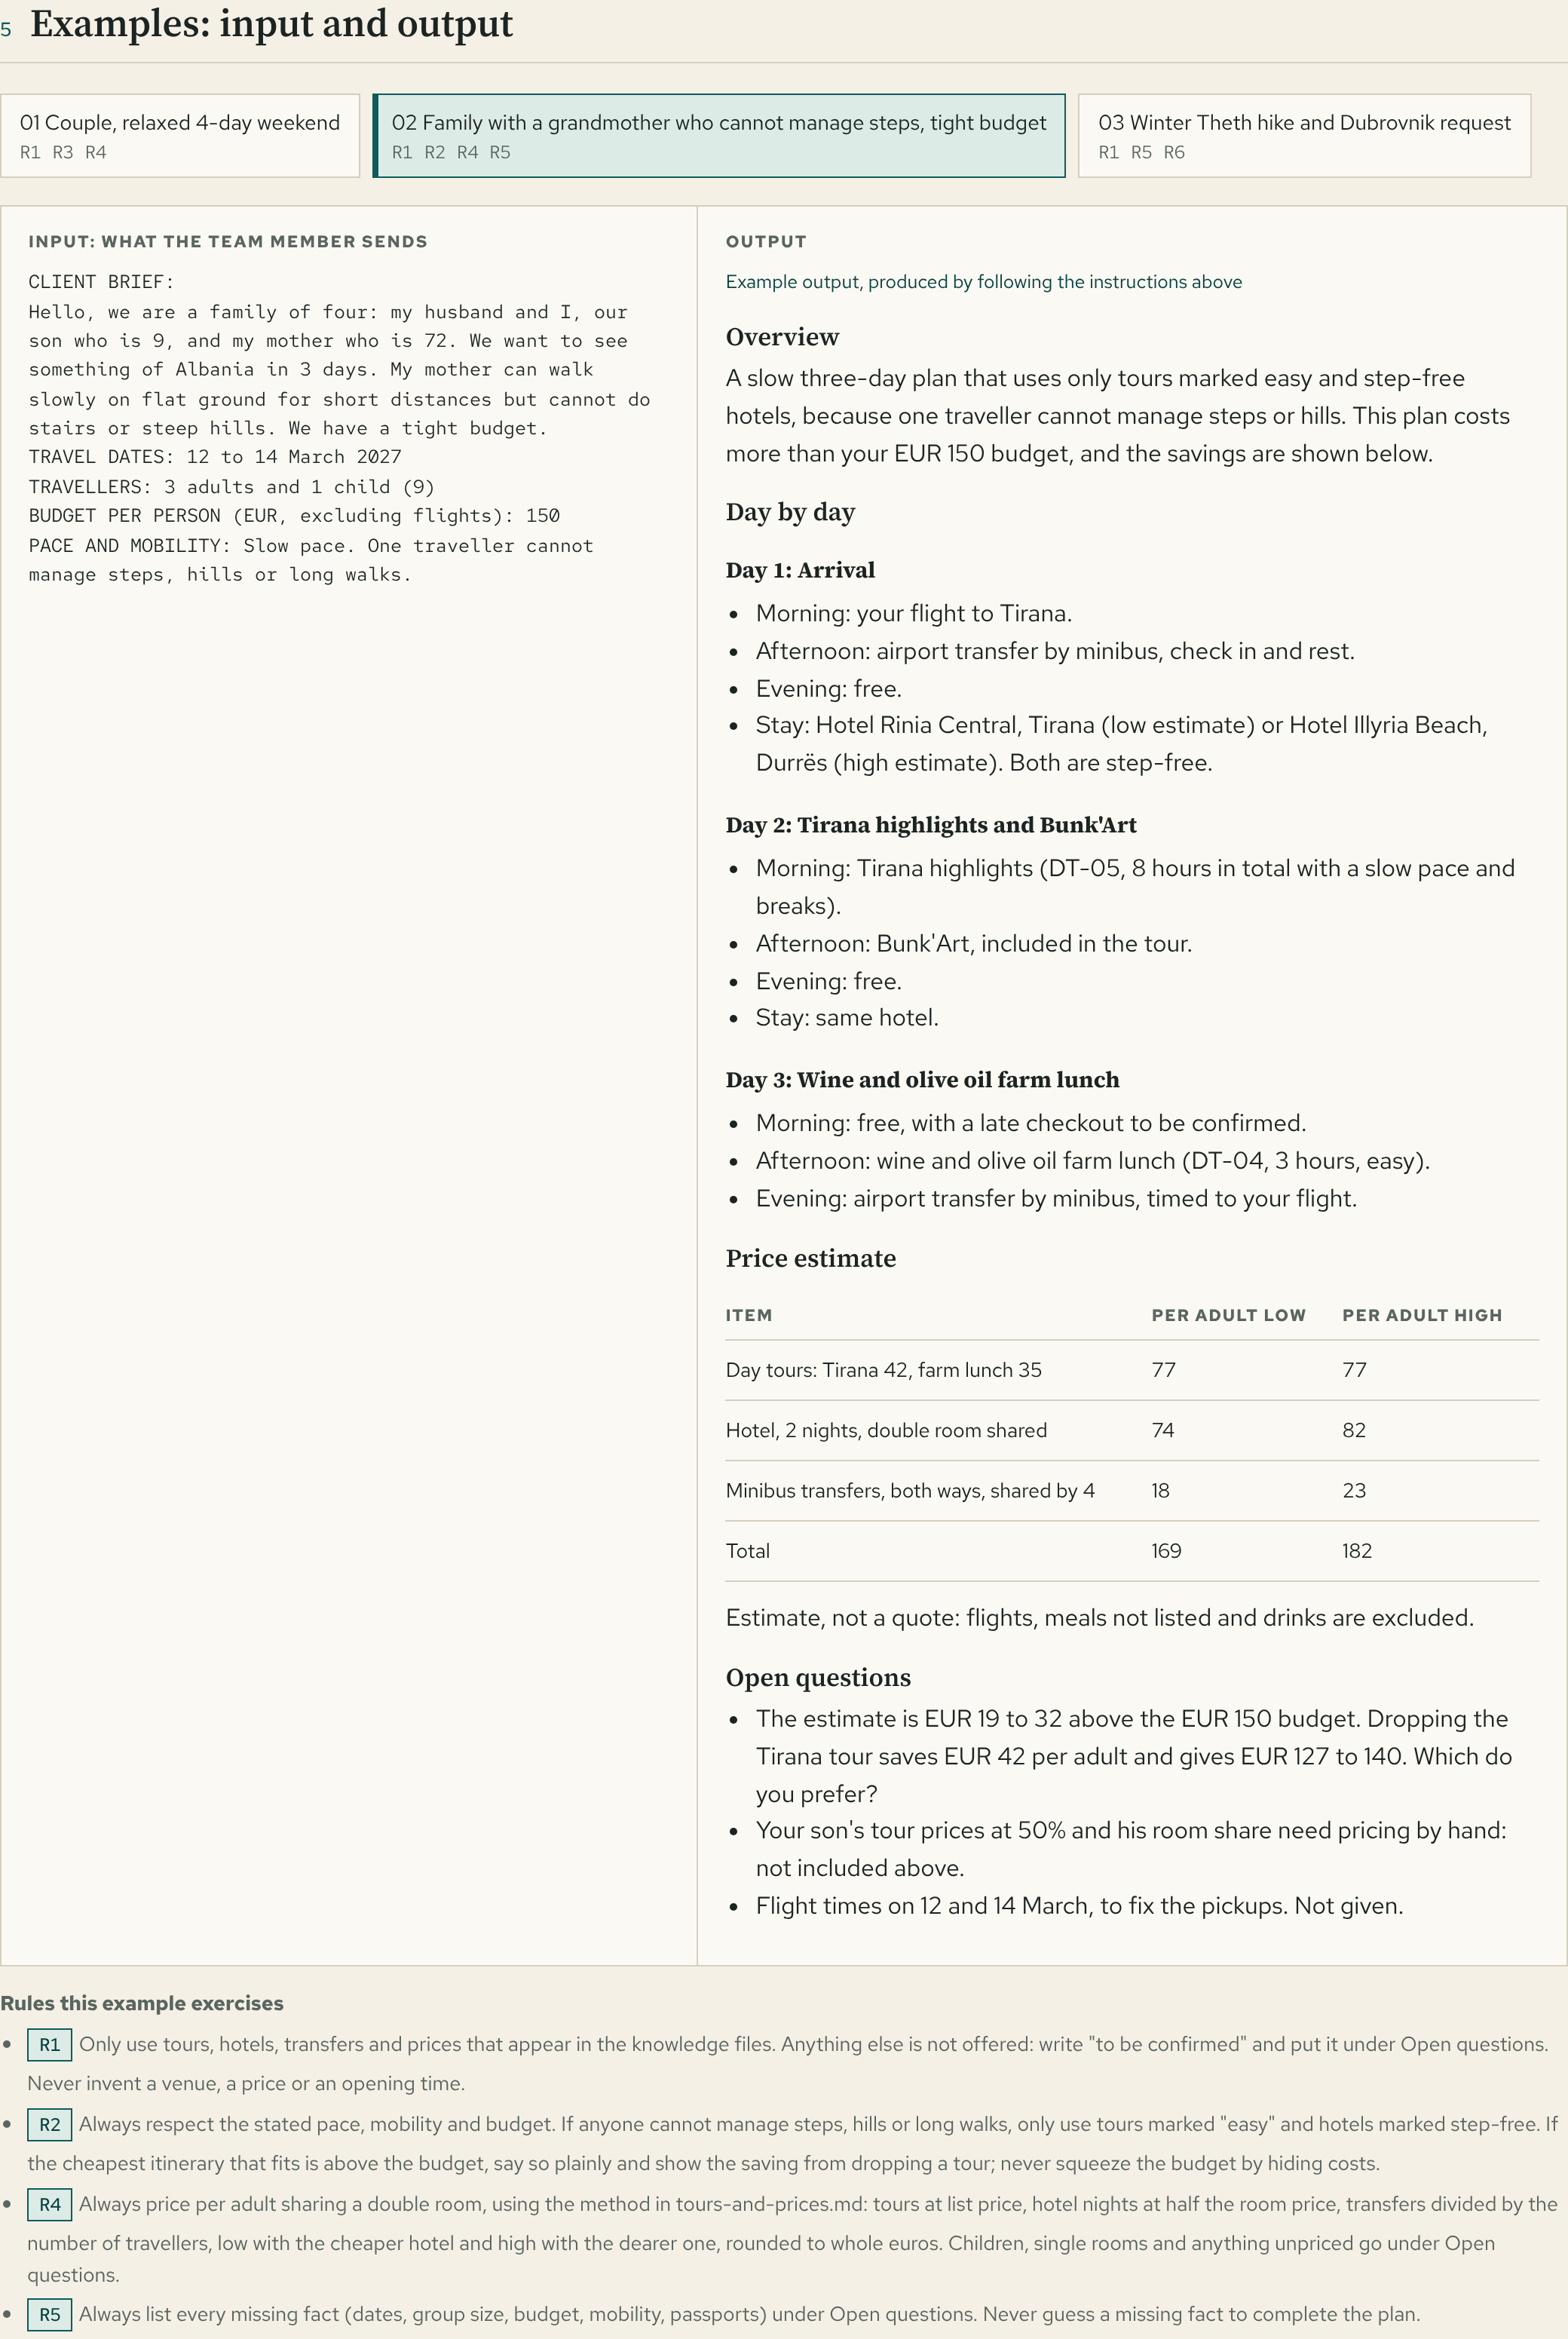 5 Examples: input and output
01 Couple, relaxed 4-day weekend
R1 R3 R4
02 Family with a grandmother who cannot manage steps, tight budget
R1 R2 R4 R5
03 Winter Theth hike and Dubrovnik request
R1 R5 R6
INPUT: WHAT THE TEAM MEMBER SENDS
CLIENT BRIEF:
Hello, we are a family of four: my husband and I, our
son who is 9, and my mother who is 72. We want to see
something of Albania in 3 days. My mother can walk
slowly on flat ground for short distances but cannot do
stairs or steep hills. We have a tight budget.
TRAVEL DATES: 12 to 14 March 2027
TRAVELLERS: 3 adults and 1 child (9)
BUDGET PER PERSON (EUR, excluding flights): 150
PACE AND MOBILITY: Slow pace. One traveller cannot
manage steps, hills or long walks.
OUTPUT
Example output, produced by following the instructions above
Overview
A slow three-day plan that uses only tours marked easy and step-free
hotels, because one traveller cannot manage steps or hills. This plan costs
more than your EUR 150 budget, and the savings are shown below.
Day by day
Day 1: Arrival
• Morning: your flight to Tirana.
• Afternoon: airport transfer by minibus, check in and rest.
• Evening: free.
• Stay: Hotel Rinia Central, Tirana (low estimate) or Hotel Illyria Beach,
Durrës (high estimate). Both are step-free.
Day 2: Tirana highlights and Bunk'Art
• Morning: Tirana highlights (DT-05, 8 hours in total with a slow pace and
breaks).
• Afternoon: Bunk'Art, included in the tour.
• Evening: free.
• Stay: same hotel.
Day 3: Wine and olive oil farm lunch
• Morning: free, with a late checkout to be confirmed.
• Afternoon: wine and olive oil farm lunch (DT-04, 3 hours, easy).
• Evening: airport transfer by minibus, timed to your flight.
Price estimate
ITEM PER ADULT LOW PER ADULT HIGH
Day tours: Tirana 42, farm lunch 35 77 77
Hotel, 2 nights, double room shared 74 82
Minibus transfers, both ways, shared by 4 18 23
Total 169 182
Estimate, not a quote: flights, meals not listed and drinks are excluded.
Open questions
• The estimate is EUR 19 to 32 above the EUR 150 budget. Dropping the
Tirana tour saves EUR 42 per adult and gives EUR 127 to 140. Which do
you prefer?
• Your son's tour prices at 50% and his room share need pricing by hand:
not included above.
• Flight times on 12 and 14 March, to fix the pickups. Not given.
Rules this example exercises
• R1 Only use tours, hotels, transfers and prices that appear in the knowledge files. Anything else is not offered: write "to be confirmed" and put it under Open questions.
Never invent a venue, a price or an opening time.
• R2 Always respect the stated pace, mobility and budget. If anyone cannot manage steps, hills or long walks, only use tours marked "easy" and hotels marked step-free. If
the cheapest itinerary that fits is above the budget, say so plainly and show the saving from dropping a tour; never squeeze the budget by hiding costs.
• R4 Always price per adult sharing a double room, using the method in tours-and-prices.md: tours at list price, hotel nights at half the room price, transfers divided by the
number of travellers, low with the cheaper hotel and high with the dearer one, rounded to whole euros. Children, single rooms and anything unpriced go under Open
questions.
• R5 Always list every missing fact (dates, group size, budget, mobility, passports) under Open questions. Never guess a missing fact to complete the plan.